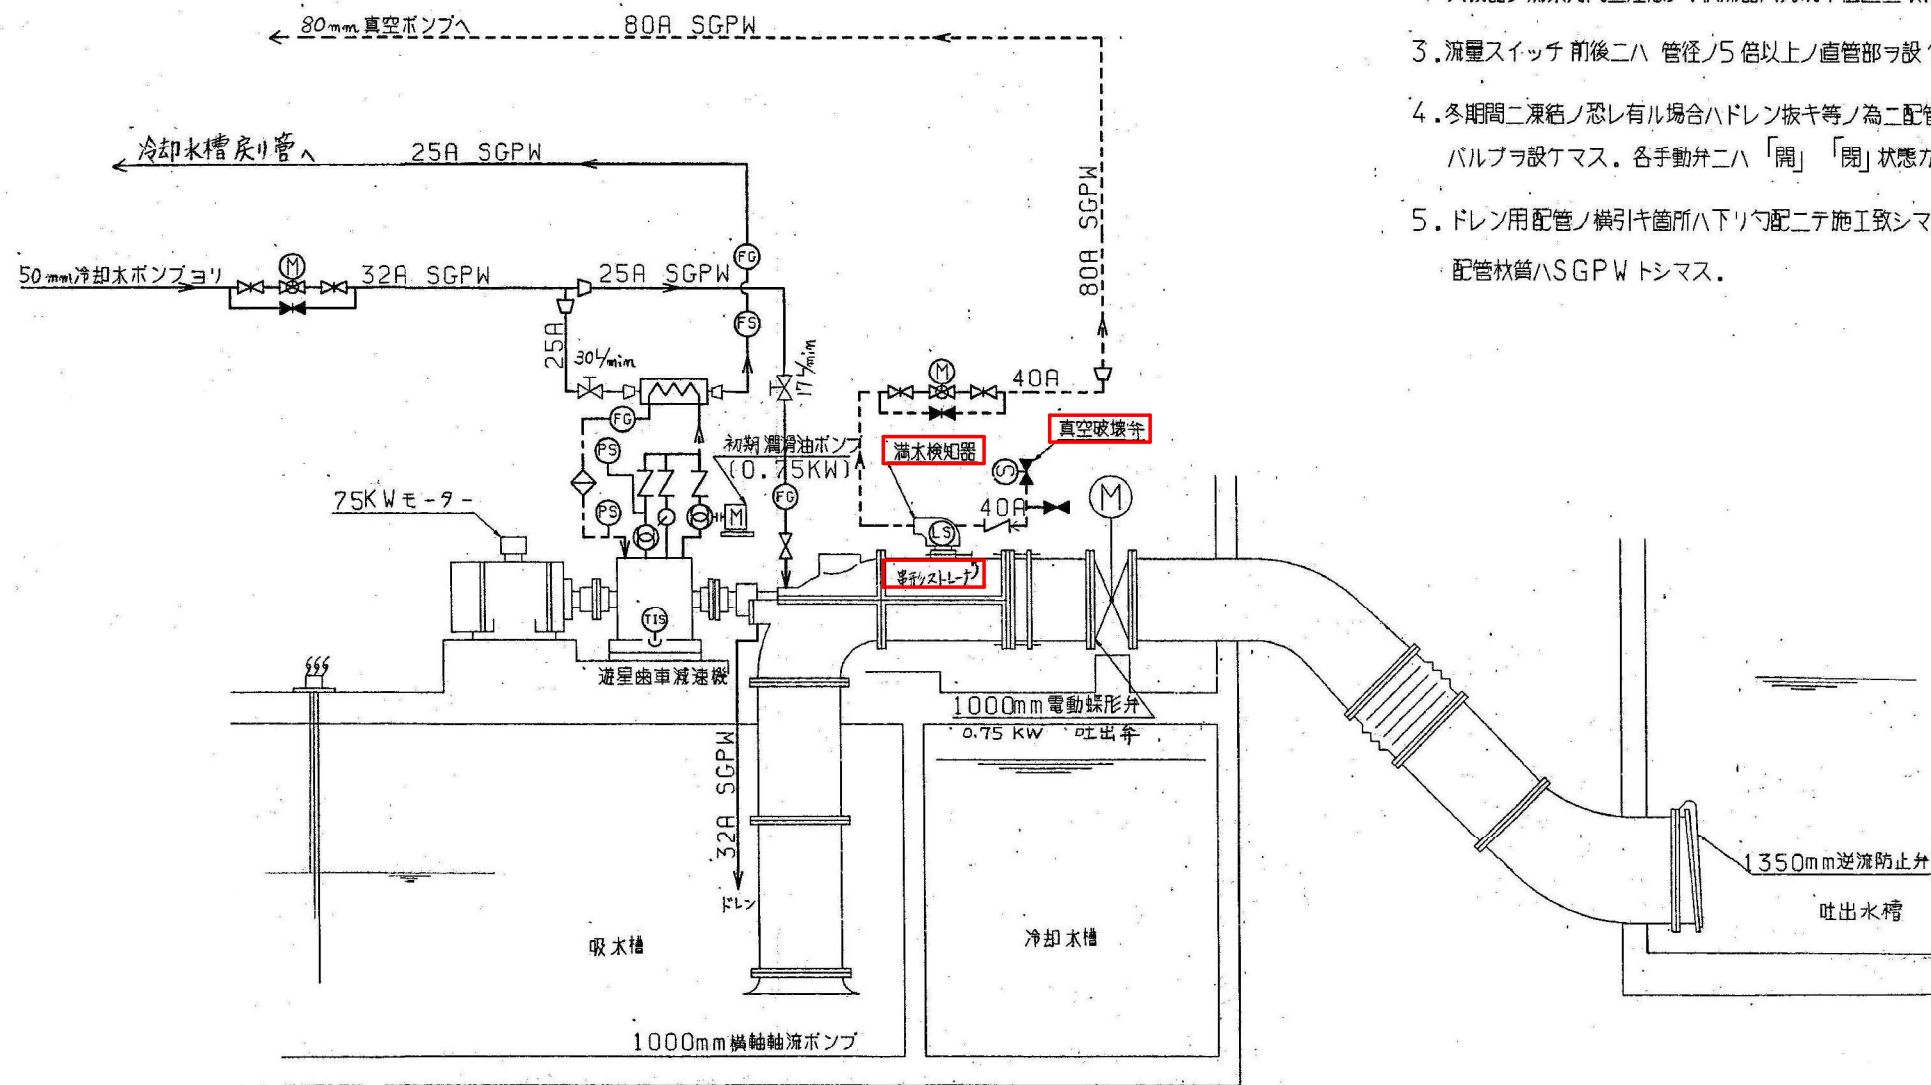 80mm真空ポンプへ
80A SGPW
3.流量スイッチ前後ニハ 管径ノ5倍以上ノ直管部ヲ設
4.冬期間ニ凍結ノ恐レ有ル場合ハドレン抜キ等ノ為ニ配管
バルブヲ設ケマス.各手動弁ニハ「開」「閉」状態ガ
5.ドレン用配管ノ横引キ箇所ハ下リ勾配ニテ施工致シマ
配管材質ハSGPWトシマス.
冷却水槽戻り管へ
25A SGPW
80A SGPW
50mm冷却水ポンプヨリ
M
32A SGPW
25A SGPW
FG
FS
25A
30L/min
17L/min
M
40A
FG
PS
初期潤滑油ポンプ
(0.75KW)
満水検知器
真空破壊弁
S
75KWモーター
PS
M
FG
40A
LS
M
串形ストレーナ
TIS
遊星歯車減速機
1000mm電動蝶形弁
0.75 KW 吐出弁
32A SGPW
ドレン
吸水槽
冷却水槽
1350mm逆流防止弁
吐出水槽
1000mm横軸軸流ポンプ